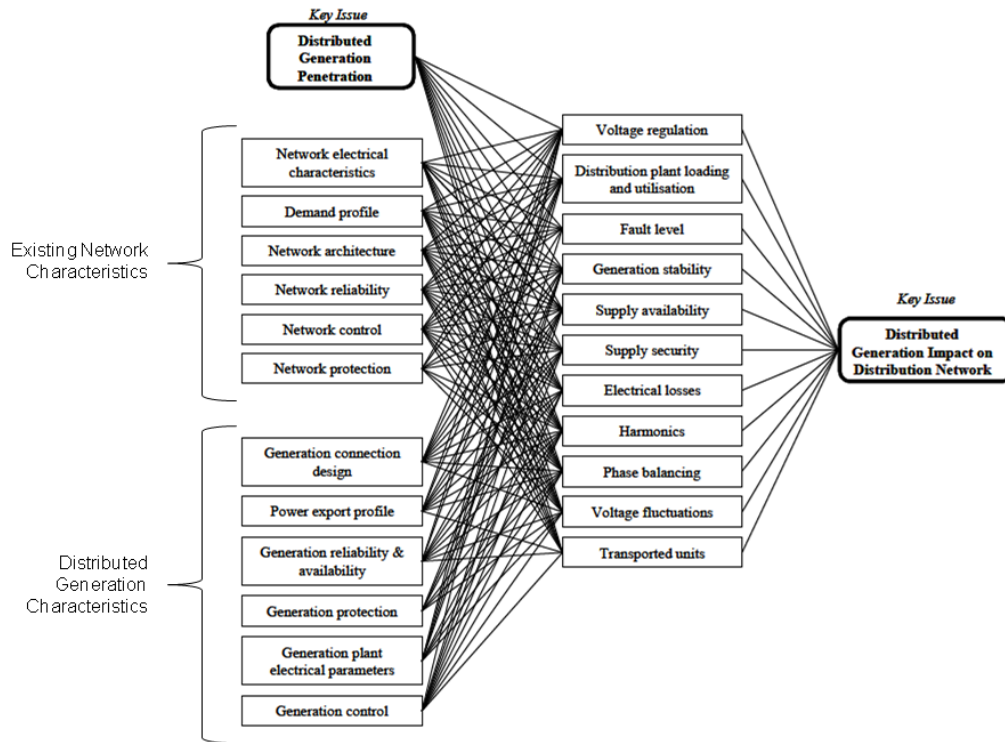 Key Issue
Distributed
Generation
Penetration
Existing Network
Characteristics
Network electrical
characteristics
Demand profile
Network architecture
Network reliability
Network control
Network protection
Distributed
Generation
Characteristics
Generation connection
design
Power export profile
Generation reliability &
availability
Generation protection
Generation plant
electrical parameters
Generation control
Voltage regulation
Distribution plant loading
and utilisation
Fault level
Generation stability
Supply availability
Supply security
Electrical losses
Harmonics
Phase balancing
Voltage fluctuations
Transported units
Key Issue
Distributed
Generation Impact on
Distribution Network